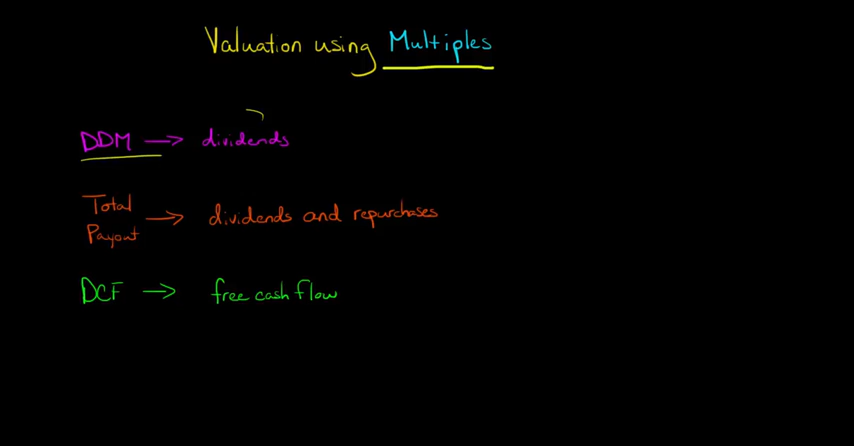 Valuation using Multiples
DDM → dividends
Total
Payout → dividends and repurchases
DCF → free cash flow